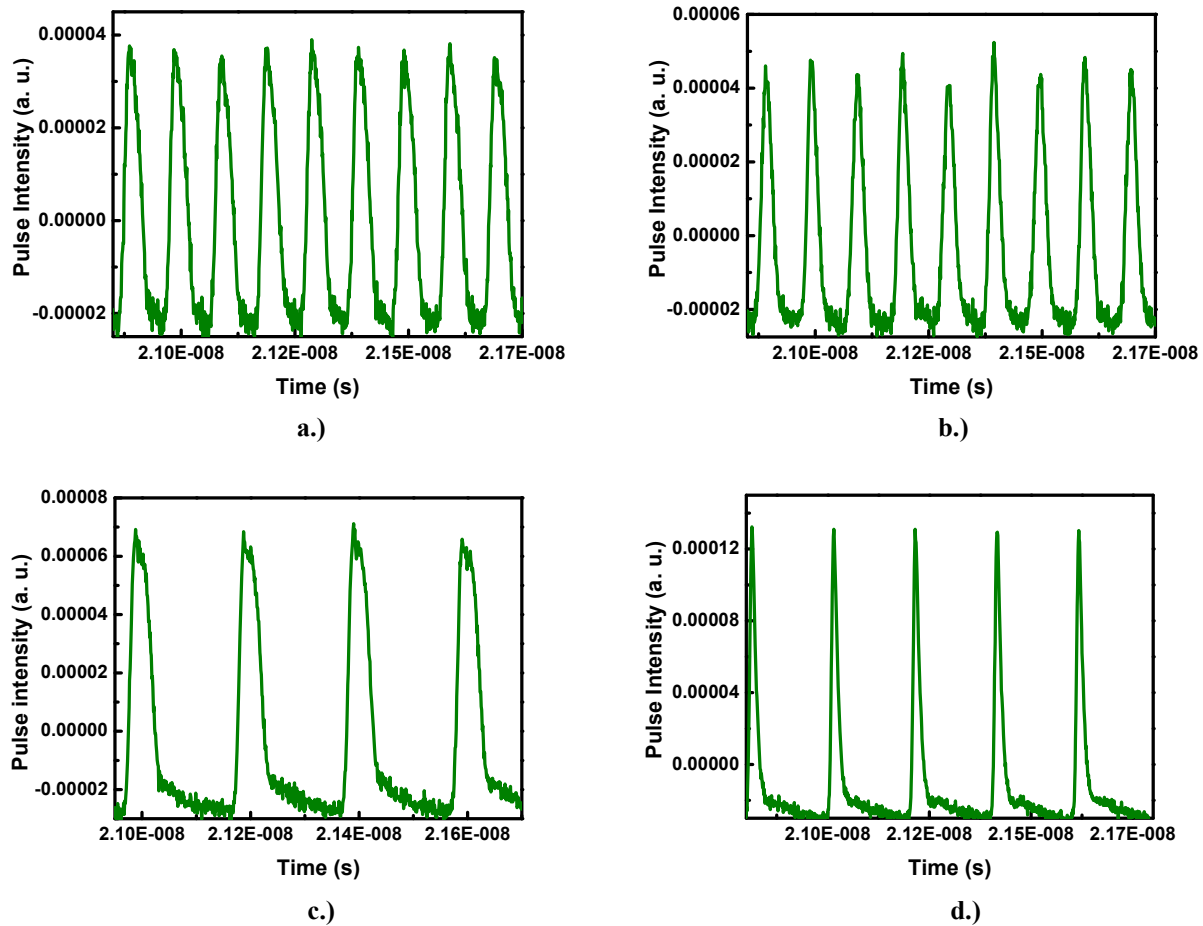 0.00004
0.00002
0.00000
-0.00002
Pulse Intensity (a. u.)
2.10E-008 2.12E-008 2.15E-008 2.17E-008
Time (s)
a.)
0.00006
0.00004
0.00002
0.00000
-0.00002
Pulse Intensity (a. u.)
2.10E-008 2.12E-008 2.15E-008 2.17E-008
Time (s)
b.)
0.00008
0.00006
0.00004
0.00002
0.00000
-0.00002
Pulse intensity (a. u.)
2.10E-008 2.12E-008 2.14E-008 2.16E-008
Time (s)
c.)
0.00012
0.00008
0.00004
0.00000
Pulse Intensity (a. u.)
2.10E-008 2.12E-008 2.15E-008 2.17E-008
Time (s)
d.)